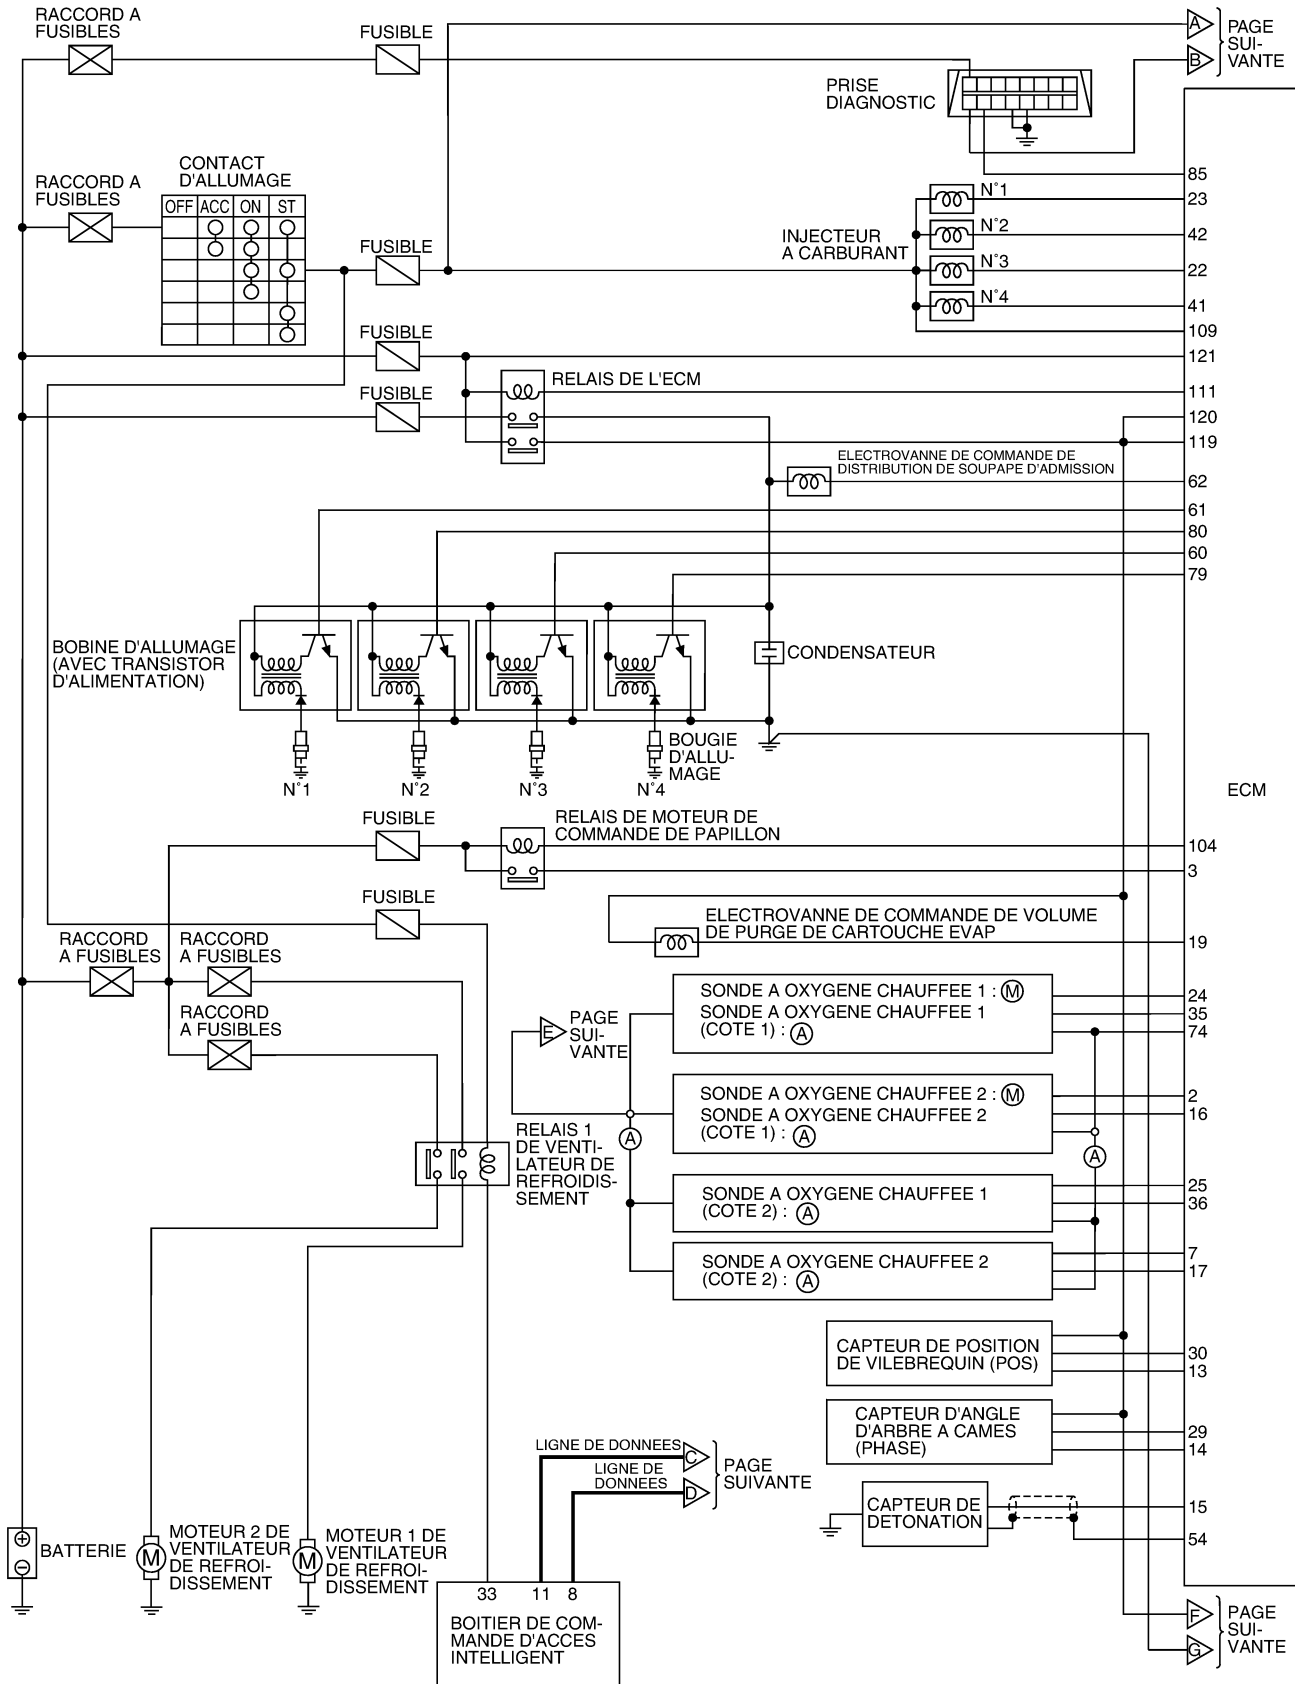 RACCORD A
FUSIBLES
FUSIBLE
A
B
PAGE
SUI-
VANTE
PRISE
DIAGNOSTIC
CONTACT
D'ALLUMAGE
RACCORD A
FUSIBLES
OFF ACC ON ST
FUSIBLE
INJECTEUR
A CARBURANT
N°1
N°2
N°3
N°4
85
23
42
22
41
109
FUSIBLE
121
RELAIS DE L'ECM
111
FUSIBLE
120
119
ELECTROVANNE DE COMMANDE DE
DISTRIBUTION DE SOUPAPE D'ADMISSION
62
61
80
60
79
BOBINE D'ALLUMAGE
(AVEC TRANSISTOR
D'ALIMENTATION)
CONDENSATEUR
BOUGIE
D'ALLU-
MAGE
N°1
N°2
N°3
N°4
ECM
FUSIBLE
RELAIS DE MOTEUR DE
COMMANDE DE PAPILLON
104
3
FUSIBLE
ELECTROVANNE DE COMMANDE DE VOLUME
DE PURGE DE CARTOUCHE EVAP
19
RACCORD
A FUSIBLES
RACCORD
A FUSIBLES
RACCORD
A FUSIBLES
E
PAGE
SUI-
VANTE
SONDE A OXYGENE CHAUFFEE 1 : M
SONDE A OXYGENE CHAUFFEE 1
(COTE 1) : A
24
35
74
SONDE A OXYGENE CHAUFFEE 2 : M
SONDE A OXYGENE CHAUFFEE 2
(COTE 1) : A
2
16
A
A
RELAIS 1
DE VENTI-
LATEUR DE
REFROIDIS-
SEMENT
SONDE A OXYGENE CHAUFFEE 1
(COTE 2) : A
25
36
SONDE A OXYGENE CHAUFFEE 2
(COTE 2) : A
7
17
CAPTEUR DE POSITION
DE VILEBREQUIN (POS)
30
13
CAPTEUR D'ANGLE
D'ARBRE A CAMES
(PHASE)
29
14
LIGNE DE DONNEES
C
LIGNE DE
DONNEES
D
PAGE
SUIVANTE
CAPTEUR DE
DETONATION
15
54
BATTERIE
M
MOTEUR 2 DE
VENTILATEUR
DE REFROI-
DISSEMENT
M
MOTEUR 1 DE
VENTILATEUR
DE REFROI-
DISSEMENT
33 11 8
BOITIER DE COM-
MANDE D'ACCES
INTELLIGENT
F
G
PAGE
SUI-
VANTE